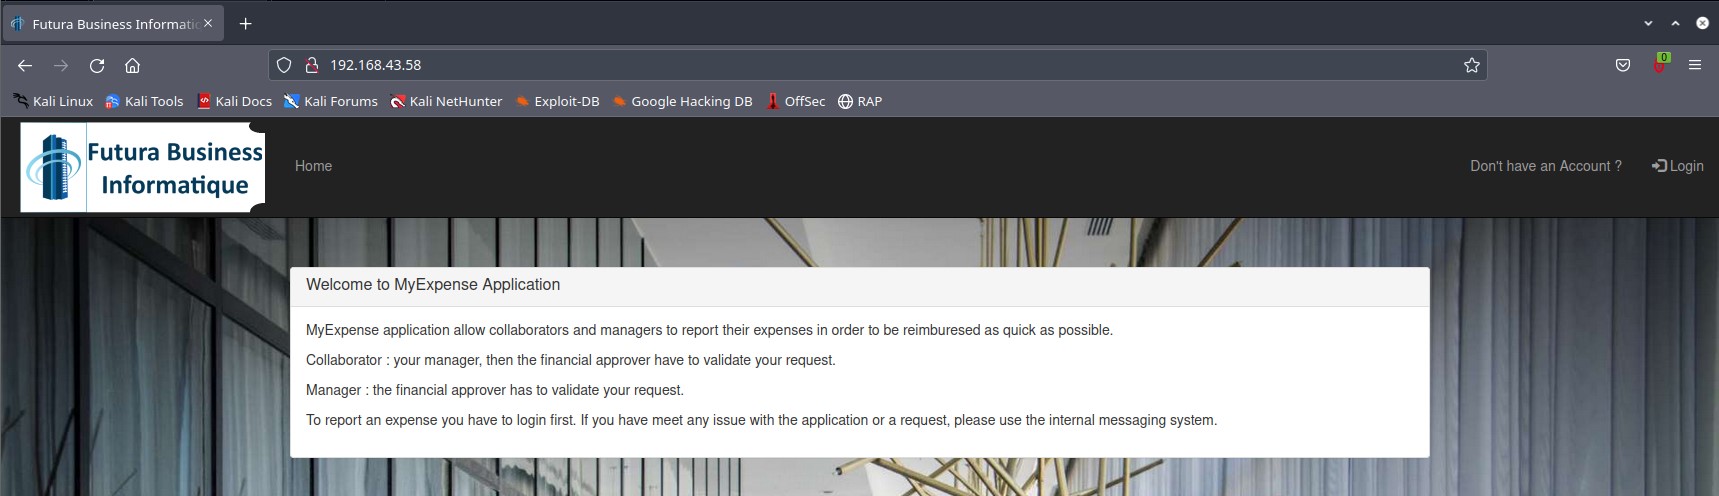 Futura Business Informatic
192.168.43.58
0
Kali Linux Kali Tools Kali Docs Kali Forums Kali NetHunter Exploit-DB Google Hacking DB OffSec RAP
Futura Business
Informatique
Home Don't have an Account ? Login
Welcome to MyExpense Application
MyExpense application allow collaborators and managers to report their expenses in order to be reimburesed as quick as possible.
Collaborator : your manager, then the financial approver have to validate your request.
Manager : the financial approver has to validate your request.
To report an expense you have to login first. If you have meet any issue with the application or a request, please use the internal messaging system.